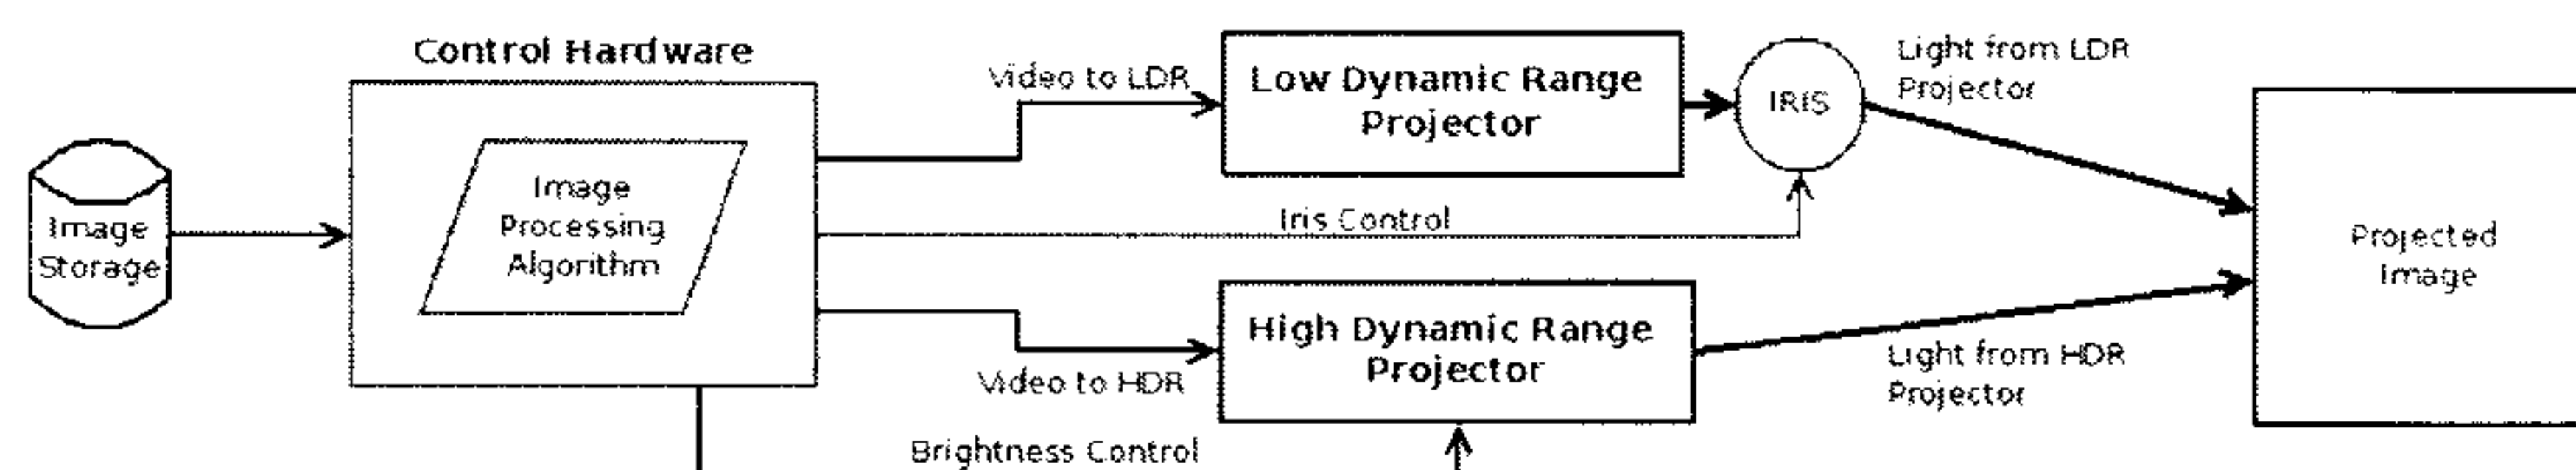 Control Hardware
Image
Storage
Image
Processing
Algorithm
Video to LDR
Low Dynamic Range
Projector
IRIS
Light from LDR
Projector
Iris Control
Video to HDR
High Dynamic Range
Projector
Light from HDR
Projector
Brightness Control
Projected
Image